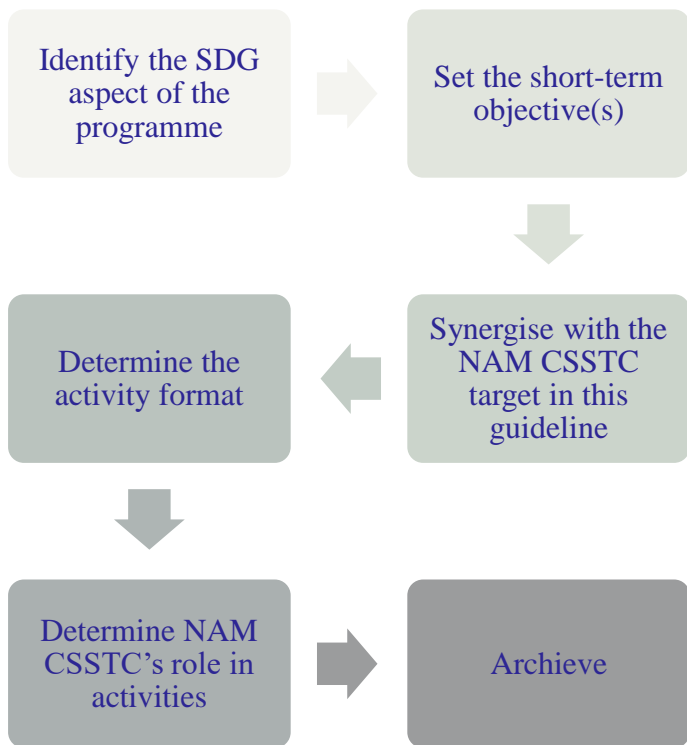 Identify the SDG
aspect of the
programme
Set the short-term
objective(s)
Synergise with the
NAM CSSTC
target in this
guideline
Determine the
activity format
Determine NAM
CSSTC’s role in
activities
Archieve